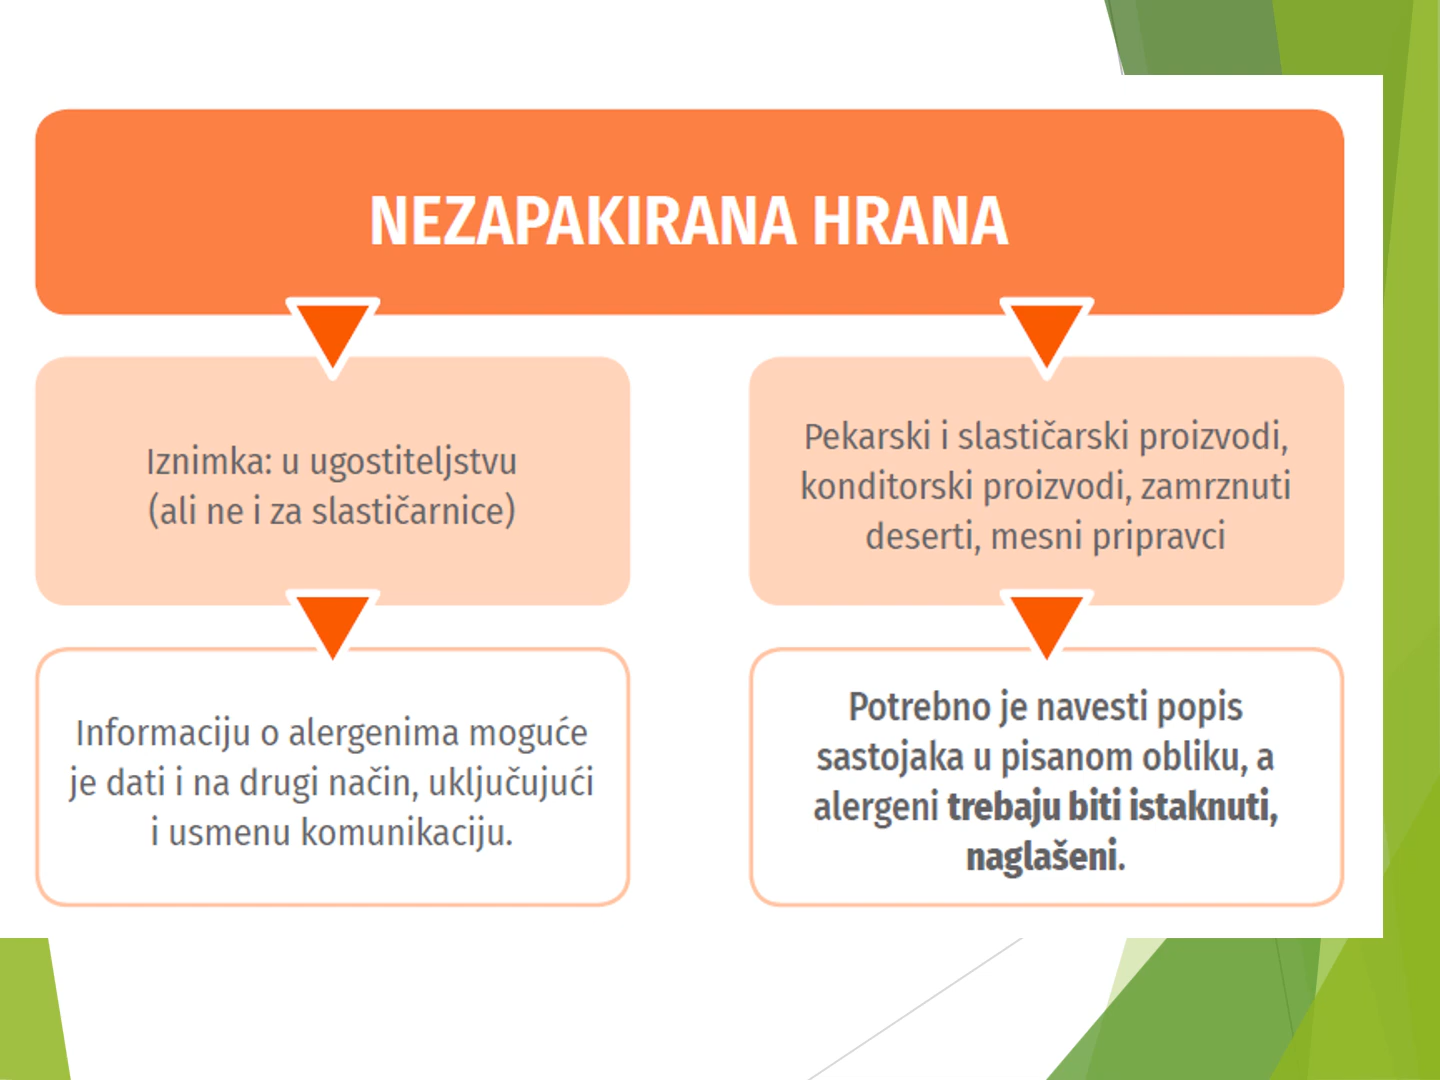 NEZAPAKIRANA HRANA
Iznimka: u ugostiteljstvu
(ali ne i za slastičarnice)
Informaciju o alergenima moguće
je dati i na drugi način, uključujući
i usmenu komunikaciju.
Pekarski i slastičarski proizvodi,
konditorski proizvodi, zamrznuti
deserti, mesni pripravci
Potrebno je navesti popis
sastojaka u pisanom obliku, a
alergeni trebaju biti istaknuti,
naglašeni.